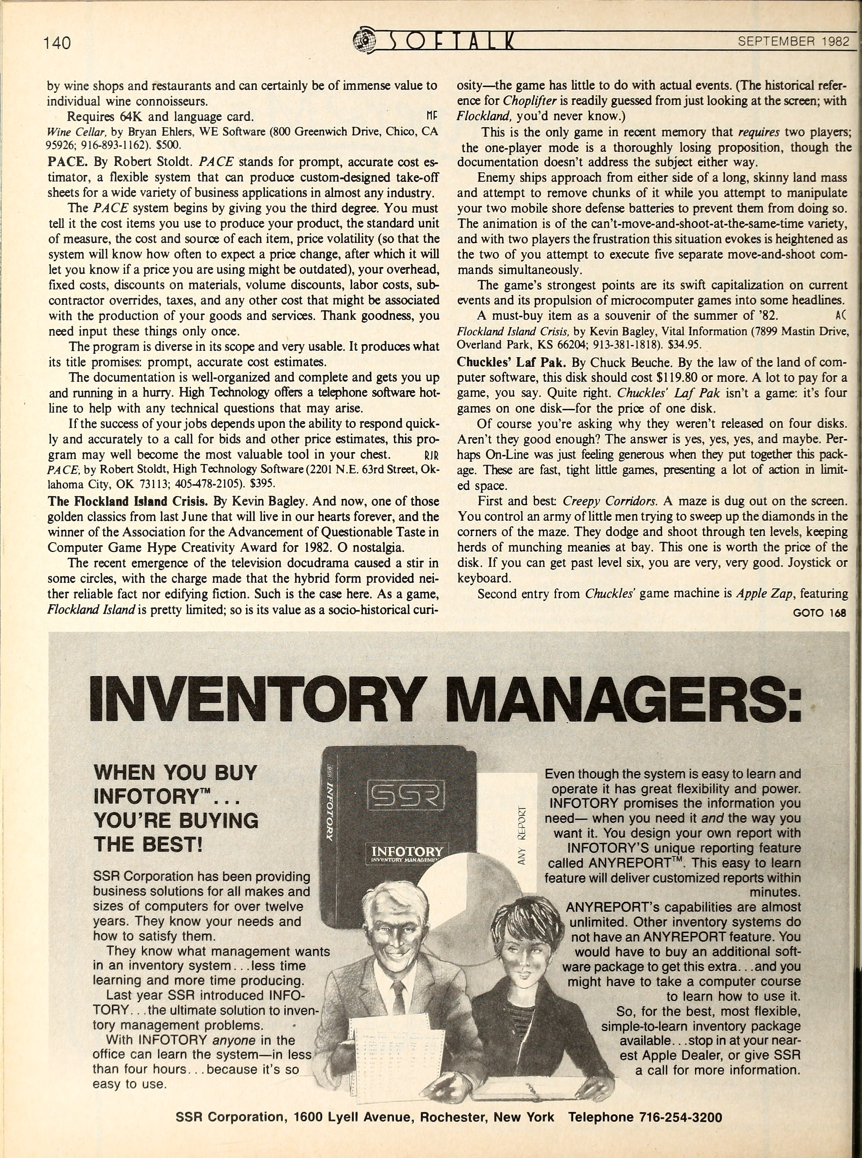 140
SOFTALK
SEPTEMBER 1982
by wine shops and restaurants and can certainly be of immense value to
individual wine connoisseurs.
Requires 64K and language card. MF
Wine Cellar, by Bryan Ehlers, WE Software (800 Greenwich Drive, Chico, CA
95926; 916-893-1162). $500.
PACE. By Robert Stoldt. PACE stands for prompt, accurate cost es-
timator, a flexible system that can produce custom-designed take-off
sheets for a wide variety of business applications in almost any industry.
The PACE system begins by giving you the third degree. You must
tell it the cost items you use to produce your product, the standard unit
of measure, the cost and source of each item, price volatility (so that the
system will know how often to expect a price change, after which it will
let you know if a price you are using might be outdated), your overhead,
fixed costs, discounts on materials, volume discounts, labor costs, sub-
contractor overrides, taxes, and any other cost that might be associated
with the production of your goods and services. Thank goodness, you
need input these things only once.
The program is diverse in its scope and very usable. It produces what
its title promises: prompt, accurate cost estimates.
The documentation is well-organized and complete and gets you up
and running in a hurry. High Technology offers a telephone software hot-
line to help with any technical questions that may arise.
If the success of your jobs depends upon the ability to respond quick-
ly and accurately to a call for bids and other price estimates, this pro-
gram may well become the most valuable tool in your chest. RJR
PACE, by Robert Stoldt, High Technology Software (2201 N.E. 63rd Street, Ok-
lahoma City, OK 73113; 405-478-2105). $395.
The Flockland Island Crisis. By Kevin Bagley. And now, one of those
golden classics from last June that will live in our hearts forever, and the
winner of the Association for the Advancement of Questionable Taste in
Computer Game Hype Creativity Award for 1982. O nostalgia.
The recent emergence of the television docudrama caused a stir in
some circles, with the charge made that the hybrid form provided nei-
ther reliable fact nor edifying fiction. Such is the case here. As a game,
Flockland Island is pretty limited; so is its value as a socio-historical curi-
osity—the game has little to do with actual events. (The historical refer-
ence for Choplifter is readily guessed from just looking at the screen; with
Flockland, you'd never know.)
This is the only game in recent memory that requires two players;
the one-player mode is a thoroughly losing proposition, though the
documentation doesn't address the subject either way.
Enemy ships approach from either side of a long, skinny land mass
and attempt to remove chunks of it while you attempt to manipulate
your two mobile shore defense batteries to prevent them from doing so.
The animation is of the can't-move-and-shoot-at-the-same-time variety,
and with two players the frustration this situation evokes is heightened as
the two of you attempt to execute five separate move-and-shoot com-
mands simultaneously.
The game's strongest points are its swift capitalization on current
events and its propulsion of microcomputer games into some headlines.
A must-buy item as a souvenir of the summer of '82. AC
Flockland Island Crisis, by Kevin Bagley, Vital Information (7899 Mastin Drive,
Overland Park, KS 66204; 913-381-1818). $34.95.
Chuckles' Laf Pak. By Chuck Beuche. By the law of the land of com-
puter software, this disk should cost $119.80 or more. A lot to pay for a
game, you say. Quite right. Chuckles' Laf Pak isn't a game: it's four
games on one disk—for the price of one disk.
Of course you're asking why they weren't released on four disks.
Aren't they good enough? The answer is yes, yes, yes, and maybe. Per-
haps On-Line was just feeling generous when they put together this pack-
age. These are fast, tight little games, presenting a lot of action in limit-
ed space.
First and best: Creepy Corridors. A maze is dug out on the screen.
You control an army of little men trying to sweep up the diamonds in the
corners of the maze. They dodge and shoot through ten levels, keeping
herds of munching meanies at bay. This one is worth the price of the
disk. If you can get past level six, you are very, very good. Joystick or
keyboard.
Second entry from Chuckles' game machine is Apple Zap, featuring
GOTO 168
INVENTORY MANAGERS:
WHEN YOU BUY
INFOTORY™...
YOU'RE BUYING
THE BEST!
SSR Corporation has been providing
business solutions for all makes and
sizes of computers for over twelve
years. They know your needs and
how to satisfy them.
They know what management wants
in an inventory system...less time
learning and more time producing.
Last year SSR introduced INFO-
TORY...the ultimate solution to inven-
tory management problems.
With INFOTORY anyone in the
office can learn the system—in less
than four hours...because it's so
easy to use.
SSR
INFOTORY
SSR
INFOTORY
INVENTORY MANAGEMENT
ANY REPORT
Even though the system is easy to learn and
operate it has great flexibility and power.
INFOTORY promises the information you
need— when you need it and the way you
want it. You design your own report with
INFOTORY'S unique reporting feature
called ANYREPORT™. This easy to learn
feature will deliver customized reports within
minutes.
ANYREPORT's capabilities are almost
unlimited. Other inventory systems do
not have an ANYREPORT feature. You
would have to buy an additional soft-
ware package to get this extra...and you
might have to take a computer course
to learn how to use it.
So, for the best, most flexible,
simple-to-learn inventory package
available...stop in at your near-
est Apple Dealer, or give SSR
a call for more information.
SSR Corporation, 1600 Lyell Avenue, Rochester, New York Telephone 716-254-3200